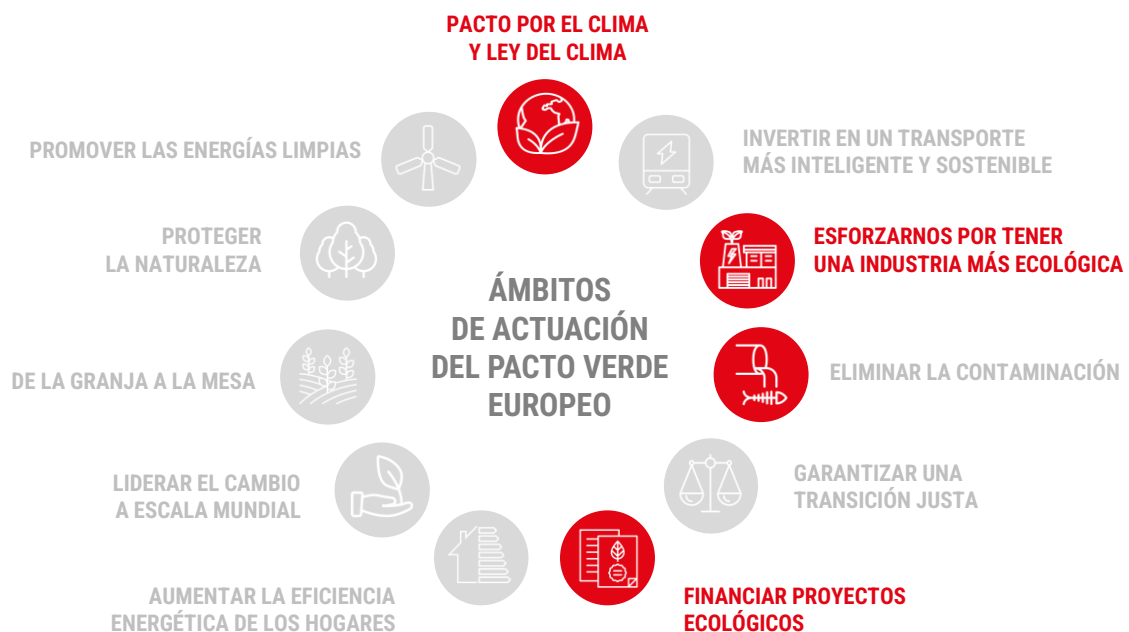 PACTO POR EL CLIMA
Y LEY DEL CLIMA
PROMOVER LAS ENERGÍAS LIMPIAS
INVERTIR EN UN TRANSPORTE
MÁS INTELIGENTE Y SOSTENIBLE
PROTEGER
LA NATURALEZA
ESFORZARNOS POR TENER
UNA INDUSTRIA MÁS ECOLÓGICA
ÁMBITOS
DE ACTUACIÓN
DEL PACTO VERDE
EUROPEO
DE LA GRANJA A LA MESA
ELIMINAR LA CONTAMINACIÓN
LIDERAR EL CAMBIO
A ESCALA MUNDIAL
GARANTIZAR UNA
TRANSICIÓN JUSTA
AUMENTAR LA EFICIENCIA
ENERGÉTICA DE LOS HOGARES
FINANCIAR PROYECTOS
ECOLÓGICOS